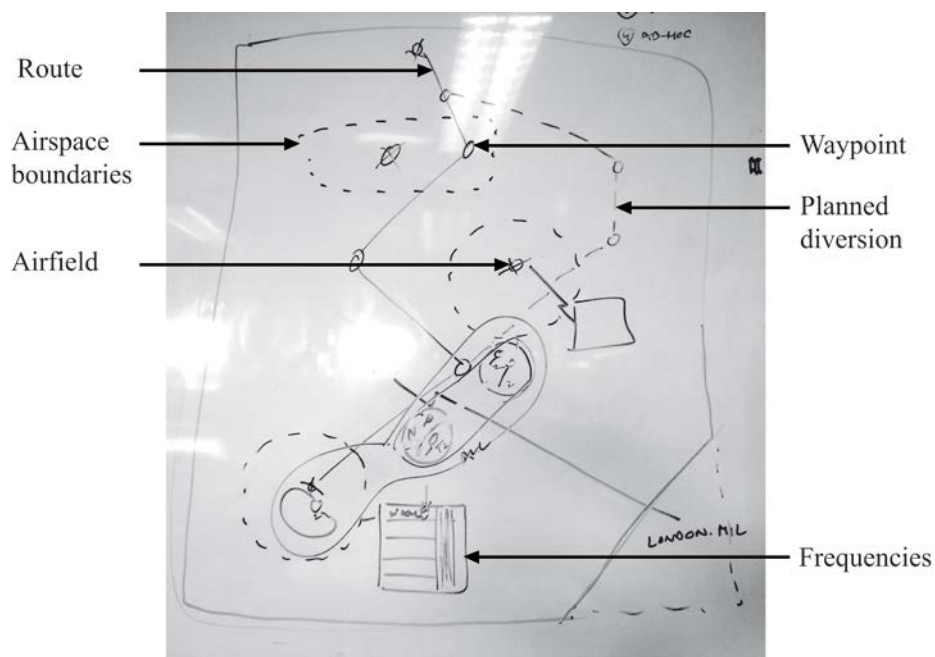 AD-HOC
Route
Airspace
boundaries
Waypoint
Planned
diversion
Airfield
LONDON. MIL
Frequencies